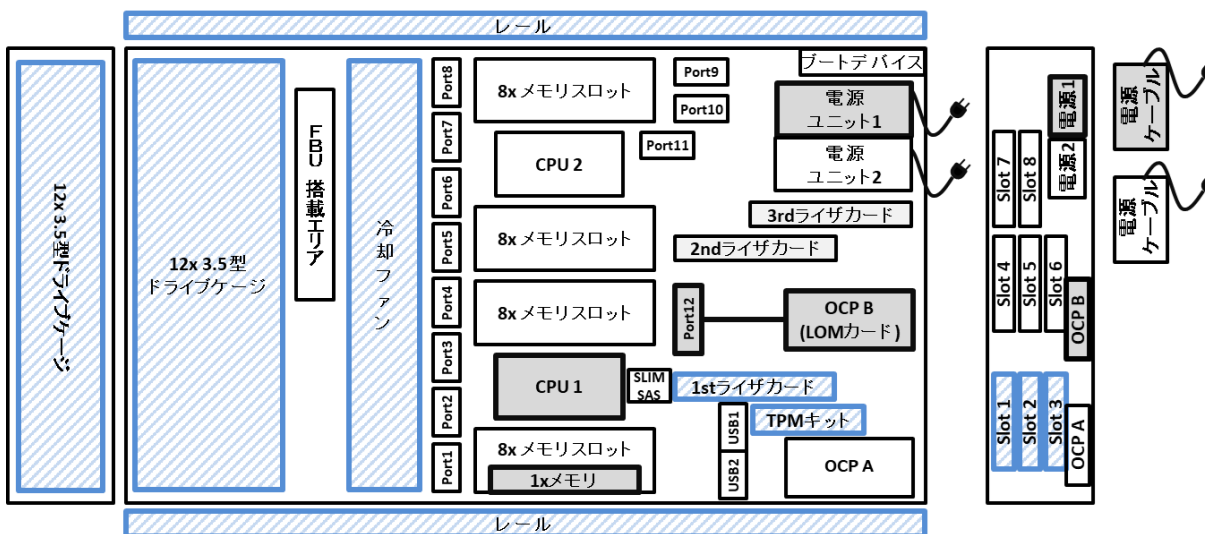 レール
12x 3.5型ドライブケージ
12x 3.5型
ドライブケージ
FBU 搭載エリア
冷却ファン
Port8
Port7
Port6
Port5
Port4
Port3
Port2
Port1
8x メモリスロット
CPU 2
8x メモリスロット
8x メモリスロット
CPU 1
8x メモリスロット
1xメモリ
SLIM
SAS
Port9
Port10
Port11
Port12
ブートデバイス
電源
ユニット1
電源
ユニット2
3rdライザカード
2ndライザカード
OCP B
(LOMカード)
1stライザカード
TPMキット
USB1
USB2
OCP A
レール
電源1
電源2
Slot 7
Slot 8
Slot 4
Slot 5
Slot 6
OCP B
Slot 1
Slot 2
Slot 3
OCP A
電源
ケーブル
電源
ケーブル